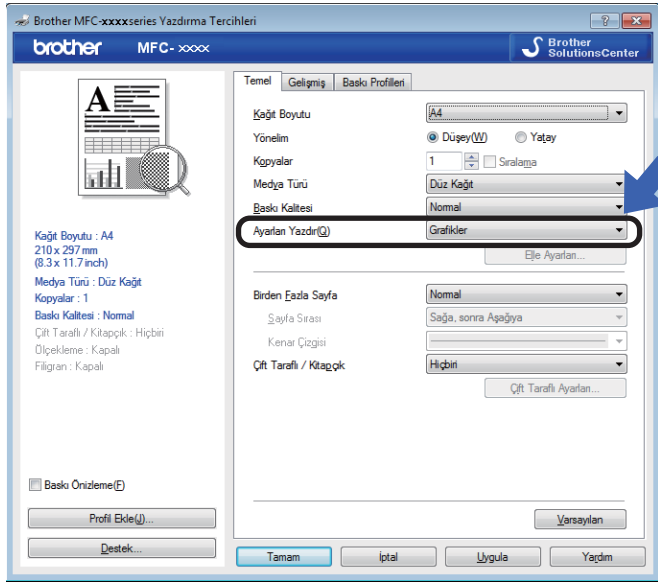 Brother MFC-xxxxseries Yazdırma Tercihleri
brother MFC- xxxx
Brother
SolutionsCenter
Temel Gelişmiş Baskı Profilleri
A
Kağıt Boyutu A4
Yönelim Düşey(W) Yatay
Kopyalar 1 Sıralama
Medya Türü Düz Kağıt
Baskı Kalitesi Normal
Ayarları Yazdır(Q) Grafikler
Elle Ayarları...
Birden Fazla Sayfa Normal
Sayfa Sırası Sağa, sonra Aşağıya
Kenar Çizgisi
Çift Taraflı / Kitapçık Hiçbiri
Çift Taraflı Ayarları...
Kağıt Boyutu : A4
210 x 297 mm
(8.3 x 11.7 inch)
Medya Türü : Düz Kağıt
Kopyalar : 1
Baskı Kalitesi : Normal
Çift Taraflı / Kitapçık : Hiçbiri
Ölçekleme : Kapalı
Filigran : Kapalı
Baskı Önizleme(F)
Profil Ekle(J)...
Destek...
Varsayılan
Tamam İptal Uygula Yardım